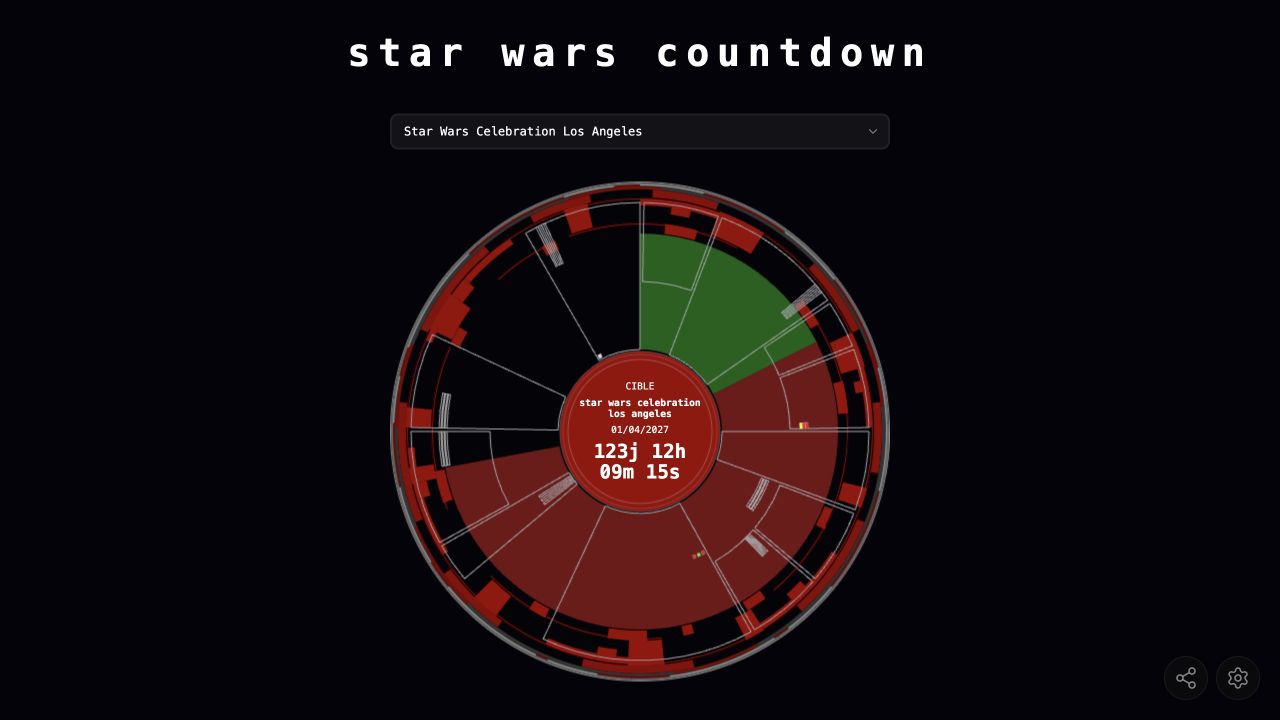 star wars countdown
Star Wars Celebration Los Angeles
CIBLE
star wars celebration
los angeles
01/04/2027
123j 12h
09m 15s